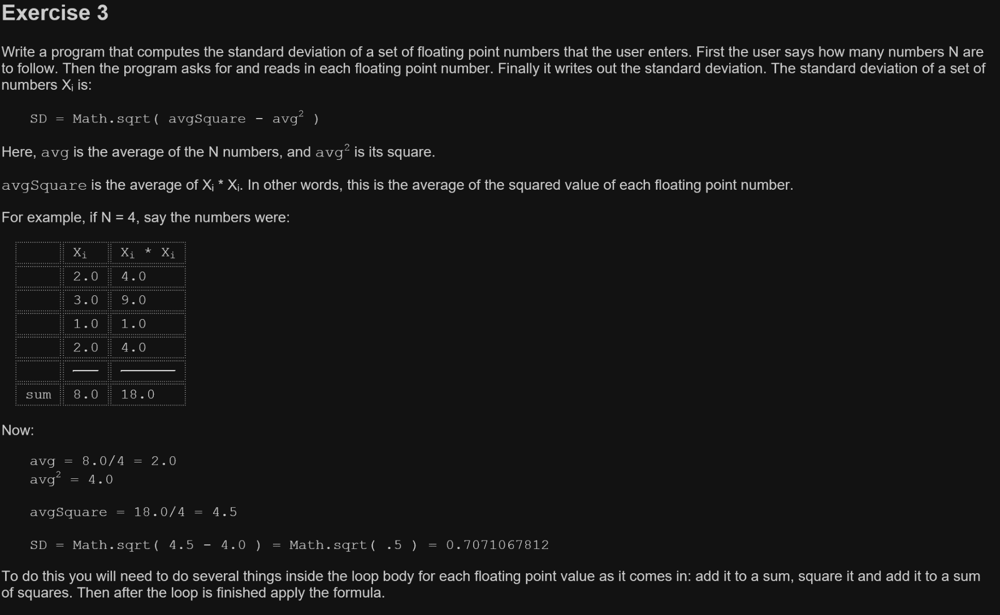 Exercise 3
Write a program that computes the standard deviation of a set of floating point numbers that the user enters. First the user says how many numbers N are
to follow. Then the program asks for and reads in each floating point number. Finally it writes out the standard deviation. The standard deviation of a set of
numbers Xᵢ is:
SD = Math.sqrt( avgSquare - avg² )
Here, avg is the average of the N numbers, and avg² is its square.
avgSquare is the average of Xᵢ * Xᵢ. In other words, this is the average of the squared value of each floating point number.
For example, if N = 4, say the numbers were:
Xᵢ Xᵢ * Xᵢ
2.0 4.0
3.0 9.0
1.0 1.0
2.0 4.0
sum 8.0 18.0
Now:
avg = 8.0/4 = 2.0
avg² = 4.0
avgSquare = 18.0/4 = 4.5
SD = Math.sqrt( 4.5 - 4.0 ) = Math.sqrt( .5 ) = 0.7071067812
To do this you will need to do several things inside the loop body for each floating point value as it comes in: add it to a sum, square it and add it to a sum
of squares. Then after the loop is finished apply the formula.